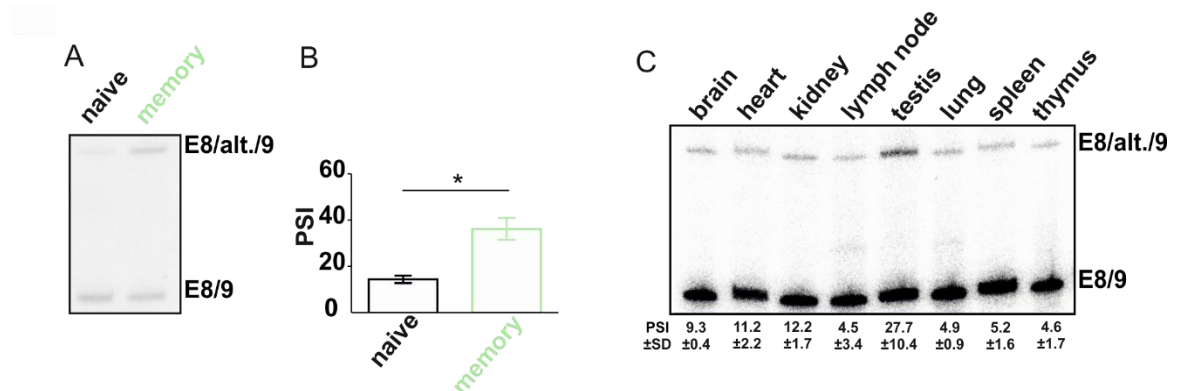 A
naive
memory
E8/alt./9
E8/9
B
PSI
60
40
20
0
*
naive
memory
C
brain
heart
kidney
lymph node
testis
lung
spleen
thymus
E8/alt./9
E8/9
PSI 9.3 11.2 12.2 4.5 27.7 4.9 5.2 4.6
±SD ±0.4 ±2.2 ±1.7 ±3.4 ±10.4 ±0.9 ±1.6 ±1.7